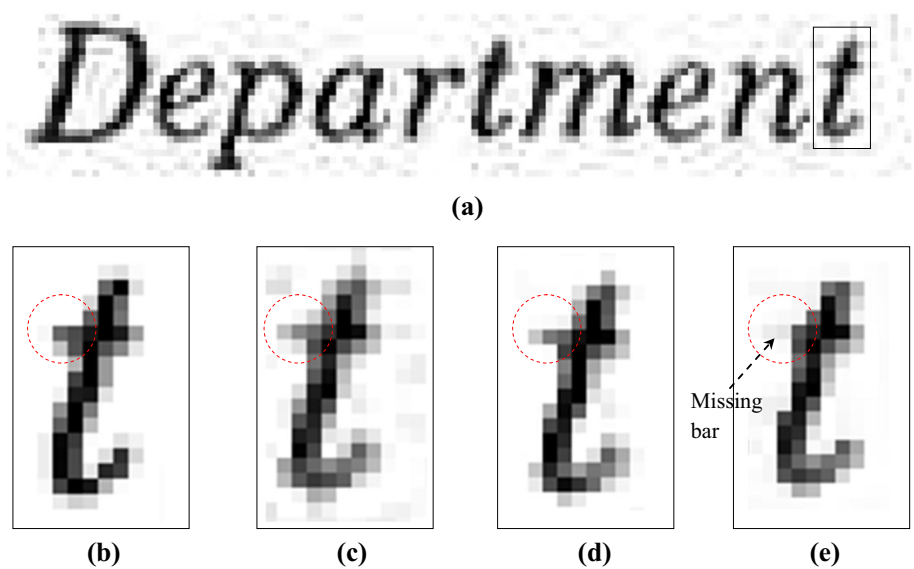 Department
(a)
t t t t
Missing
bar
(b) (c) (d) (e)